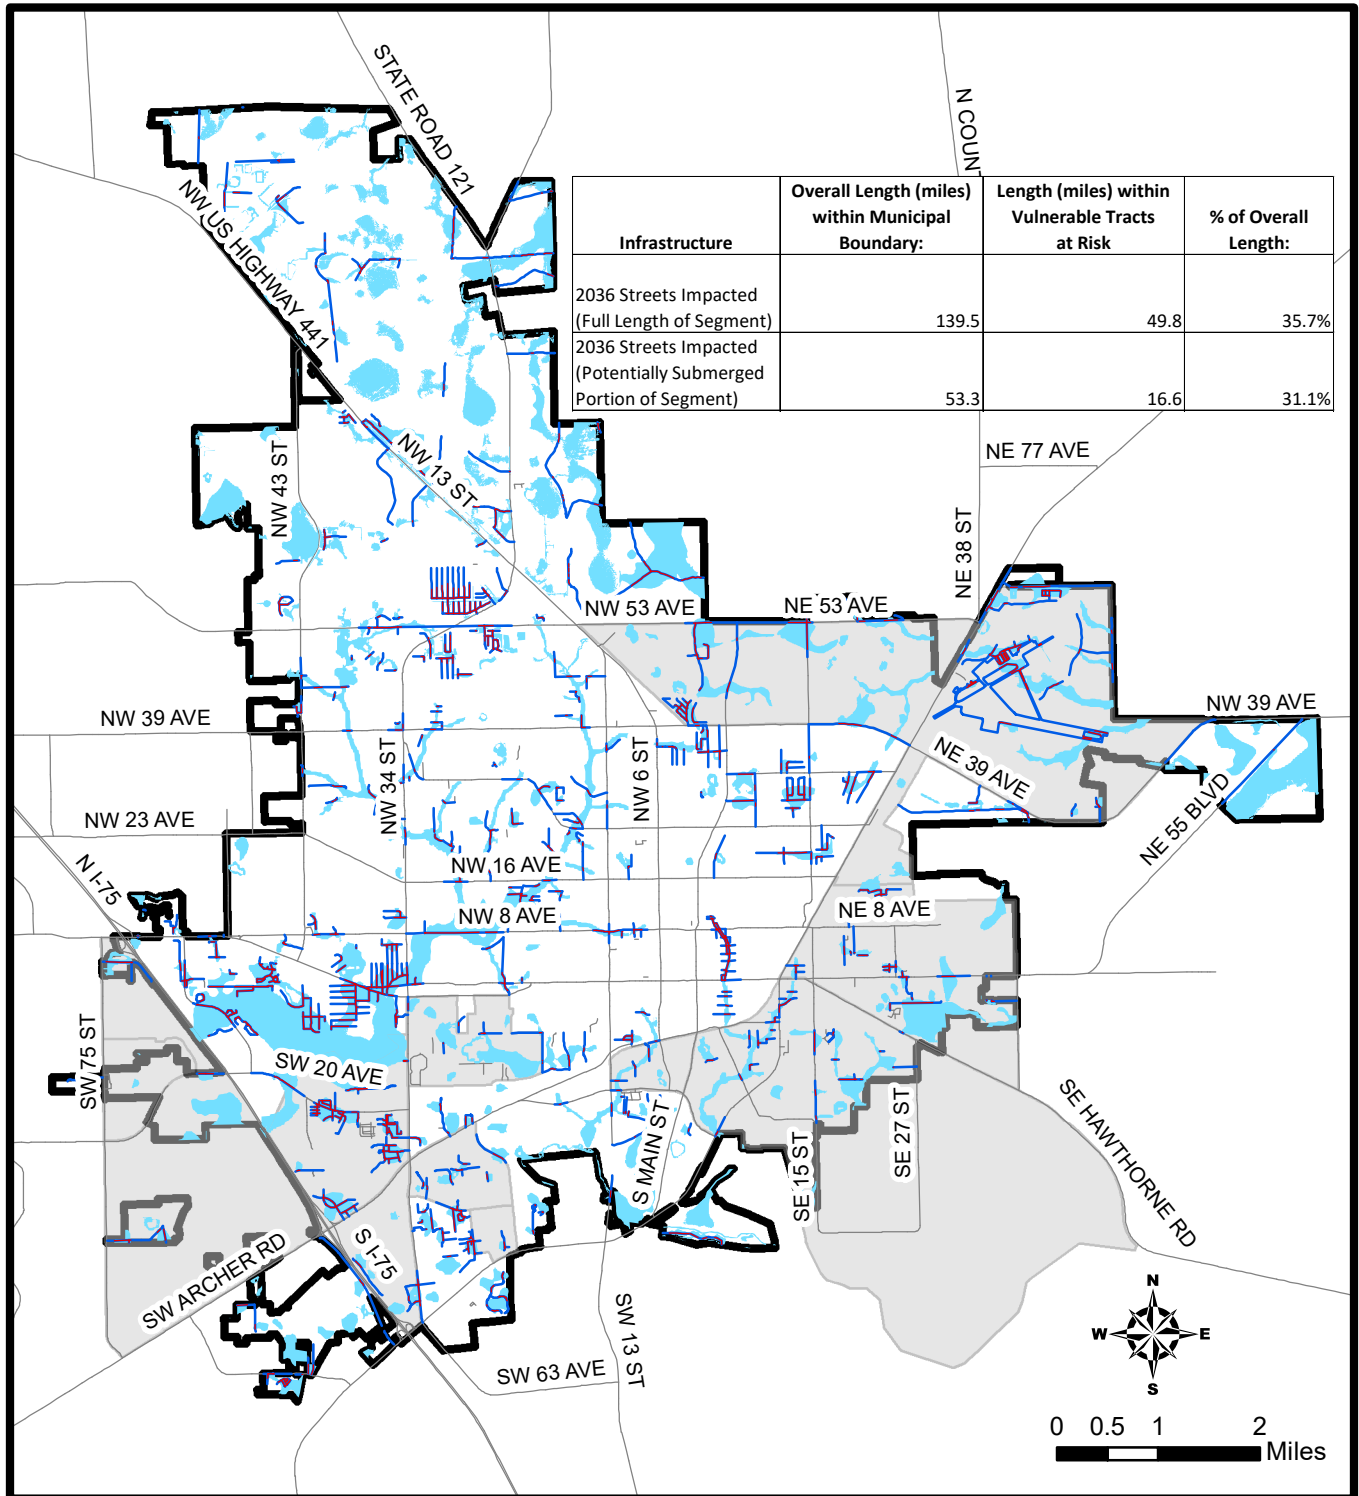 STATE ROAD 121
N COUN
NW US HIGHWAY 441
Infrastructure
Overall Length (miles)
within Municipal
Boundary:
Length (miles) within
Vulnerable Tracts
at Risk
% of Overall
Length:
2036 Streets Impacted
(Full Length of Segment)
139.5
49.8
35.7%
2036 Streets Impacted
(Potentially Submerged
Portion of Segment)
53.3
16.6
31.1%
NW 43 ST
NW 13 ST
NE 77 AVE
NE 38 ST
NW 53 AVE
NE 53 AVE
NW 39 AVE
NW 39 AVE
NW 34 ST
NW 6 ST
NE 39 AVE
NW 23 AVE
NE 55 BLVD
NW 16 AVE
N I-75
NW 8 AVE
NE 8 AVE
SW 75 ST
SW 20 AVE
S MAIN ST
SE 15 ST
SE 27 ST
SE HAWTHORNE RD
SW ARCHER RD
S I-75
SW 13 ST
SW 63 AVE
N
W
E
S
0 0.5 1 2
Miles